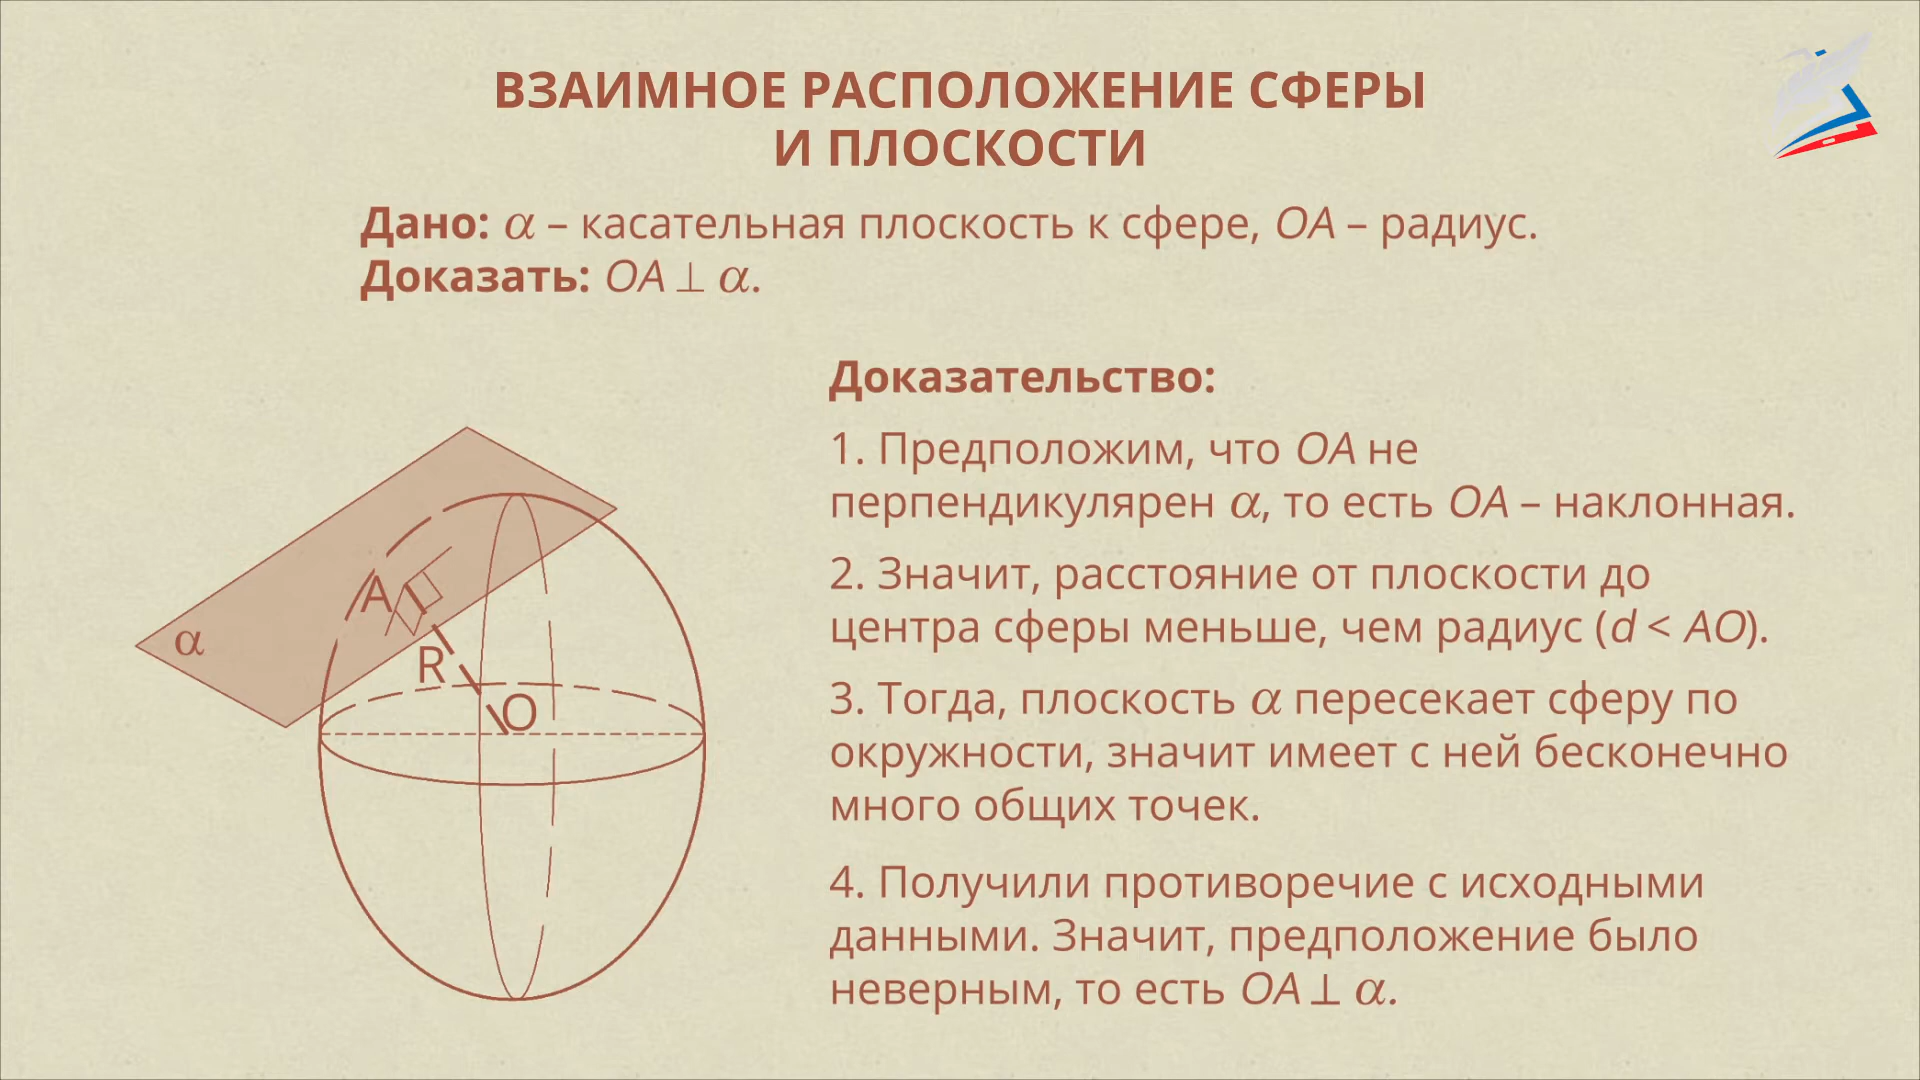 ВЗАИМНОЕ РАСПОЛОЖЕНИЕ СФЕРЫ
И ПЛОСКОСТИ
Дано: α – касательная плоскость к сфере, OA – радиус.
Доказать: OA ⊥ α.
Доказательство:
1. Предположим, что OA не
перпендикулярен α, то есть OA – наклонная.
2. Значит, расстояние от плоскости до
центра сферы меньше, чем радиус (d < AO).
3. Тогда, плоскость α пересекает сферу по
окружности, значит имеет с ней бесконечно
много общих точек.
4. Получили противоречие с исходными
данными. Значит, предположение было
неверным, то есть OA ⊥ α.
A
α
R
O